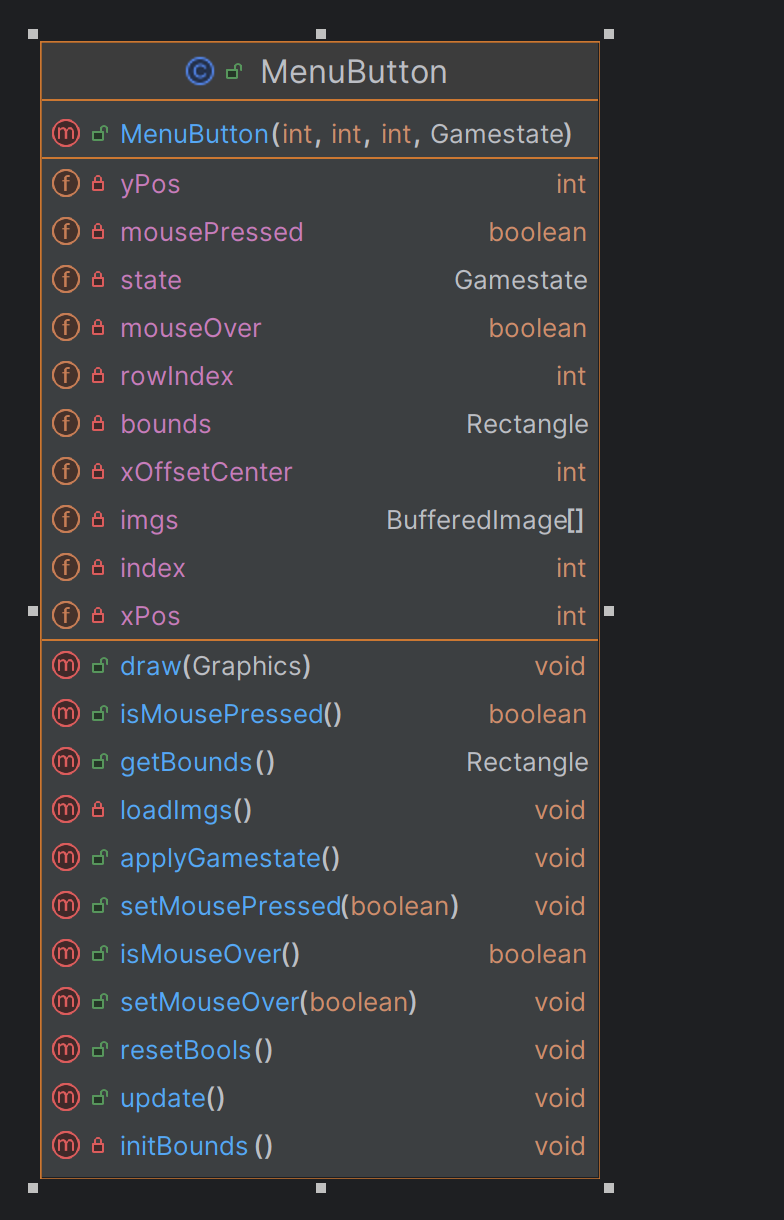 MenuButton
MenuButton(int, int, int, Gamestate)
yPos int
mousePressed boolean
state Gamestate
mouseOver boolean
rowIndex int
bounds Rectangle
xOffsetCenter int
imgs BufferedImage[]
index int
xPos int
draw(Graphics) void
isMousePressed() boolean
getBounds() Rectangle
loadImgs() void
applyGamestate() void
setMousePressed(boolean) void
isMouseOver() boolean
setMouseOver(boolean) void
resetBools() void
update() void
initBounds() void